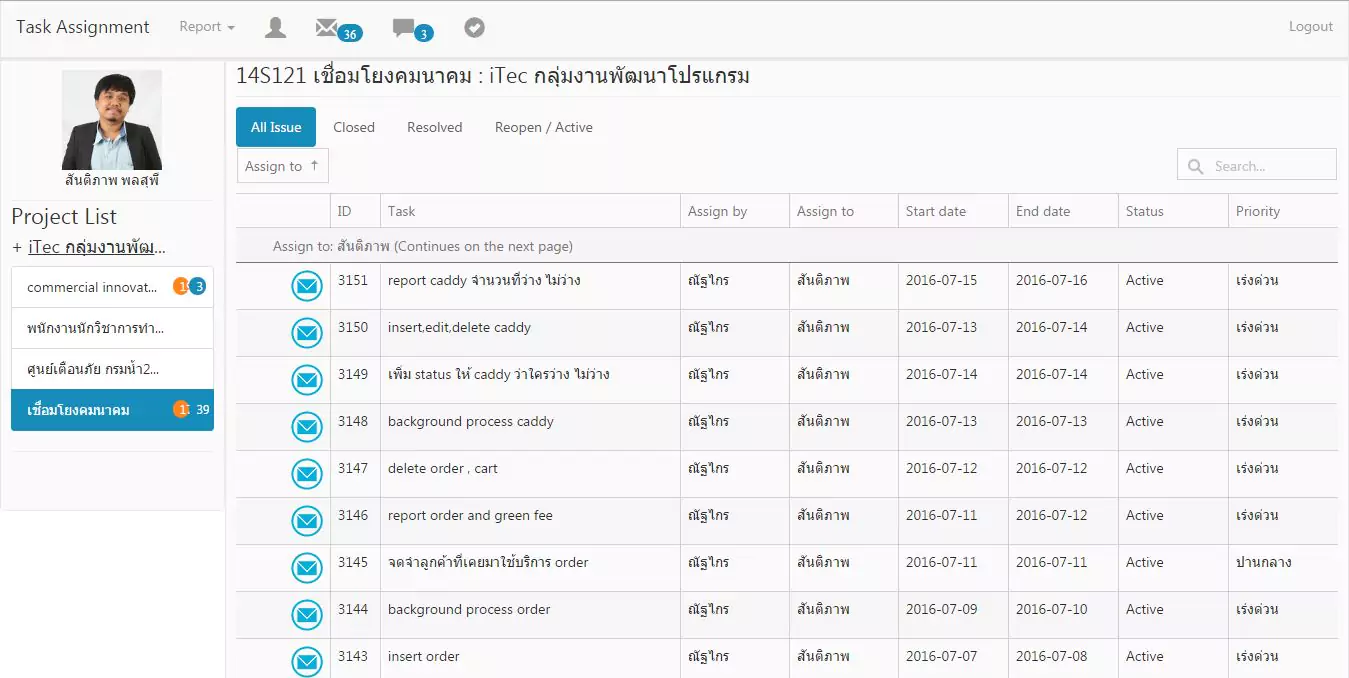 Task Assignment Report 36 3 Logout
สันติภาพ พลสุพี
Project List
+ iTec กลุ่มงานพัฒ...
commercial innovat... 3
พนักงานนักวิชาการทำ...
ศูนย์เตือนภัย กรมน้ำ2...
เชื่อมโยงคมนาคม 39
14S121 เชื่อมโยงคมนาคม : iTec กลุ่มงานพัฒนาโปรแกรม
All Issue Closed Resolved Reopen / Active
Assign to ↑ Search...
ID Task Assign by Assign to Start date End date Status Priority
Assign to: สันติภาพ (Continues on the next page)
3151 report caddy จำนวนที่ว่าง ไม่ว่าง ณัฐไกร สันติภาพ 2016-07-15 2016-07-16 Active เร่งด่วน
3150 insert,edit,delete caddy ณัฐไกร สันติภาพ 2016-07-13 2016-07-14 Active เร่งด่วน
3149 เพิ่ม status ให้ caddy ว่าใครว่าง ไม่ว่าง ณัฐไกร สันติภาพ 2016-07-14 2016-07-14 Active เร่งด่วน
3148 background process caddy ณัฐไกร สันติภาพ 2016-07-13 2016-07-13 Active เร่งด่วน
3147 delete order , cart ณัฐไกร สันติภาพ 2016-07-12 2016-07-12 Active เร่งด่วน
3146 report order and green fee ณัฐไกร สันติภาพ 2016-07-11 2016-07-12 Active เร่งด่วน
3145 จดจำลูกค้าที่เคยมาใช้บริการ order ณัฐไกร สันติภาพ 2016-07-11 2016-07-11 Active ปานกลาง
3144 background process order ณัฐไกร สันติภาพ 2016-07-09 2016-07-10 Active เร่งด่วน
3143 insert order ณัฐไกร สันติภาพ 2016-07-07 2016-07-08 Active เร่งด่วน